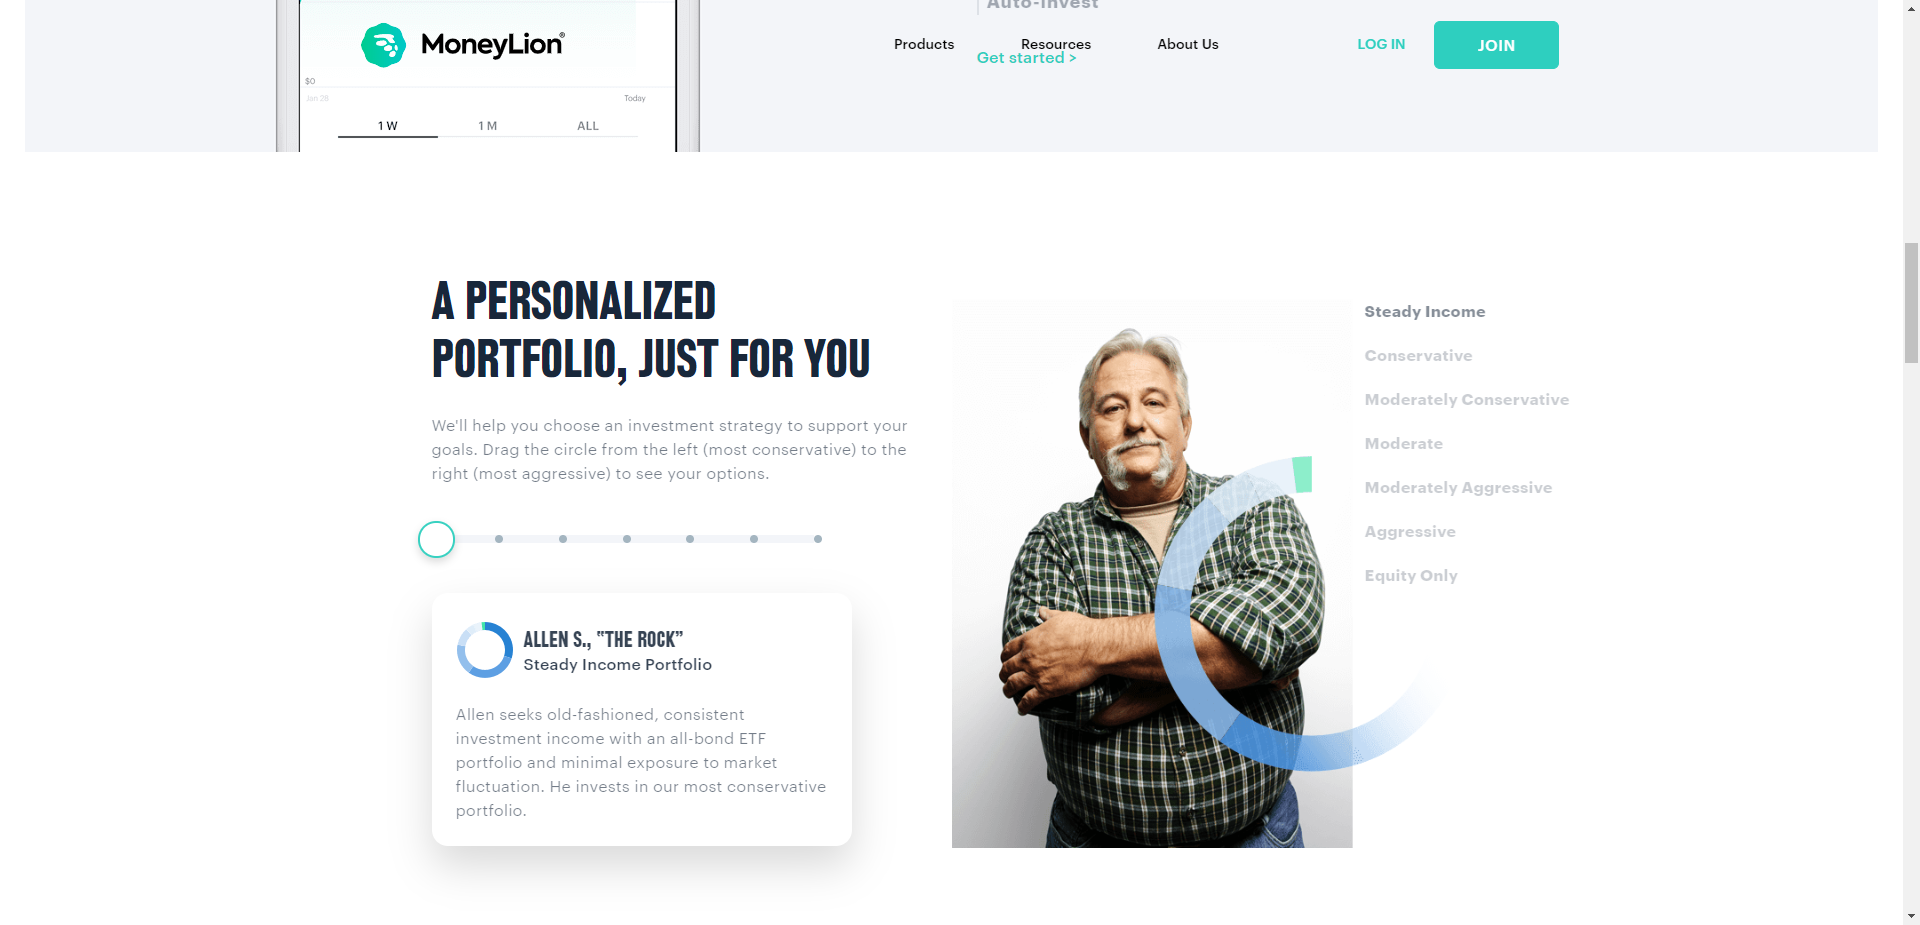 Auto-Invest
MoneyLion®
Products
Resources
About Us
LOG IN
JOIN
Get started >
$0
Jan 28
Today
1 W
1 M
ALL
A PERSONALIZED
PORTFOLIO, JUST FOR YOU
We'll help you choose an investment strategy to support your
goals. Drag the circle from the left (most conservative) to the
right (most aggressive) to see your options.
ALLEN S., "THE ROCK"
Steady Income Portfolio
Allen seeks old-fashioned, consistent
investment income with an all-bond ETF
portfolio and minimal exposure to market
fluctuation. He invests in our most conservative
portfolio.
Steady Income
Conservative
Moderately Conservative
Moderate
Moderately Aggressive
Aggressive
Equity Only